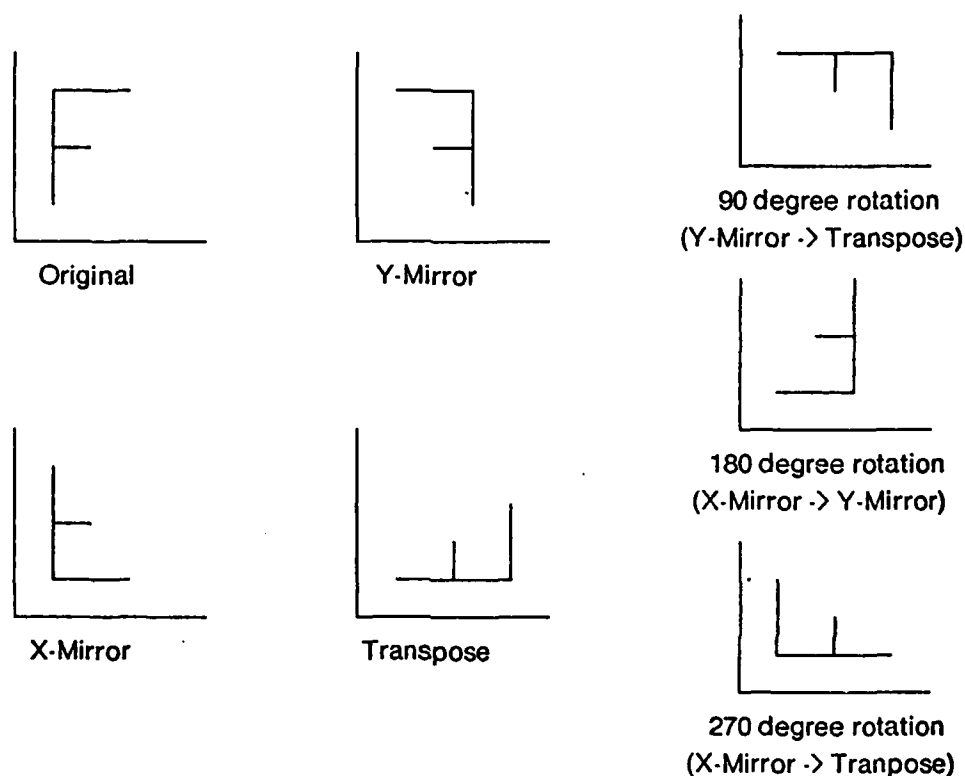 Original
Y-Mirror
90 degree rotation
(Y-Mirror -> Transpose)
180 degree rotation
(X-Mirror -> Y-Mirror)
X-Mirror
Transpose
270 degree rotation
(X-Mirror -> Tranpose)